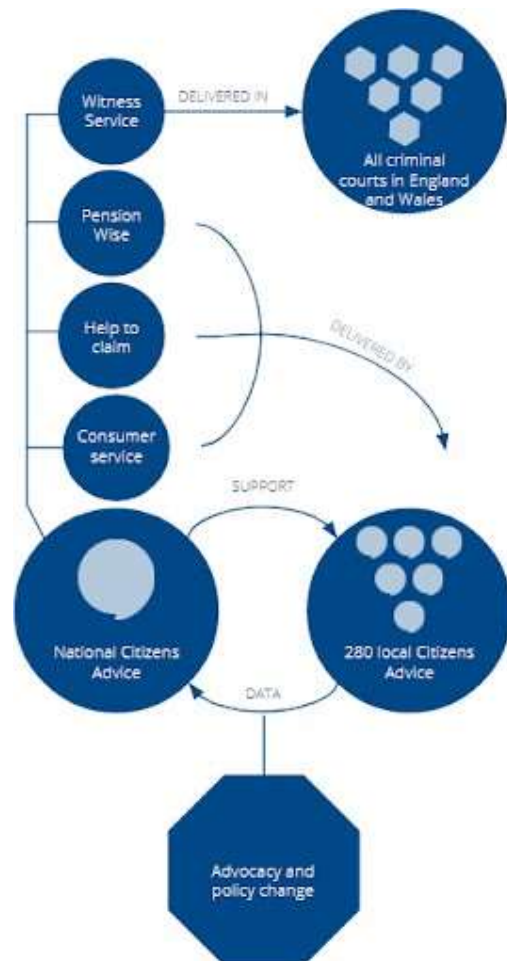 Witness
Service
DELIVERED IN
All criminal
courts in England
and Wales
Pension
Wise
Help to
claim
DELIVERED BY
Consumer
service
SUPPORT
National Citizens
Advice
280 local Citizens
Advice
DATA
Advocacy and
policy change